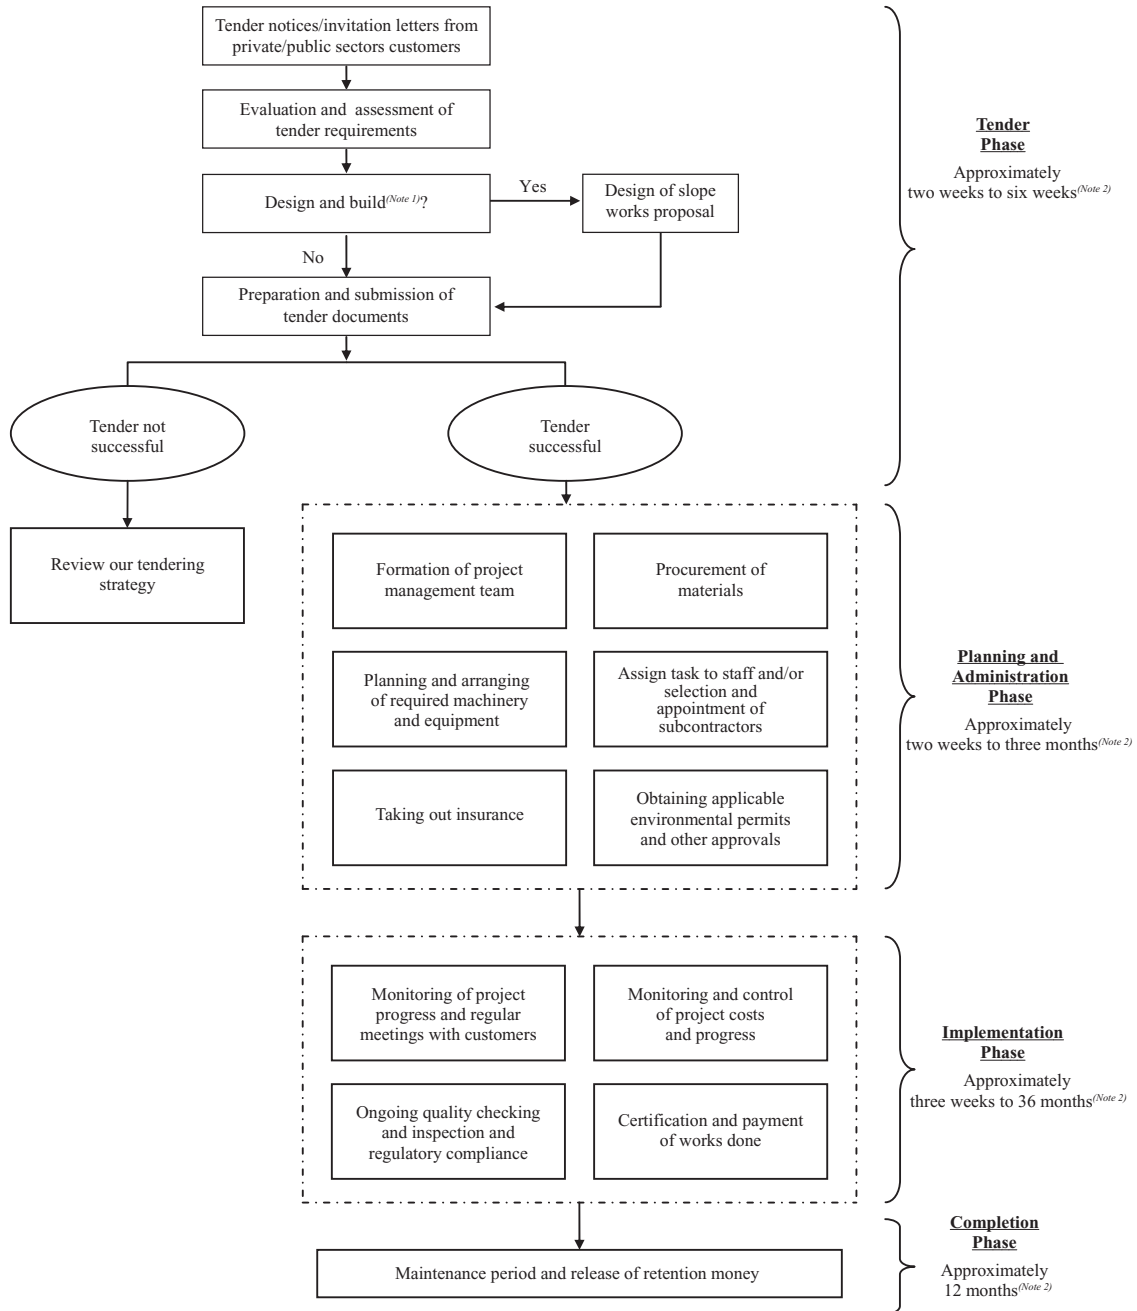 Tender notices/invitation letters from
private/public sectors customers
Evaluation and assessment of
tender requirements
Design and build(Note 1)?
Yes
Design of slope
works proposal
No
Preparation and submission of
tender documents
Tender
Phase
Approximately
two weeks to six weeks(Note 2)
Tender not
successful
Tender
successful
Review our tendering
strategy
Formation of project
management team
Procurement of
materials
Planning and arranging
of required machinery
and equipment
Assign task to staff and/or
selection and
appointment of
subcontractors
Taking out insurance
Obtaining applicable
environmental permits
and other approvals
Planning and
Administration
Phase
Approximately
two weeks to three months(Note 2)
Monitoring of project
progress and regular
meetings with customers
Monitoring and control
of project costs
and progress
Ongoing quality checking
and inspection and
regulatory compliance
Certification and payment
of works done
Implementation
Phase
Approximately
three weeks to 36 months(Note 2)
Maintenance period and release of retention money
Completion
Phase
Approximately
12 months(Note 2)